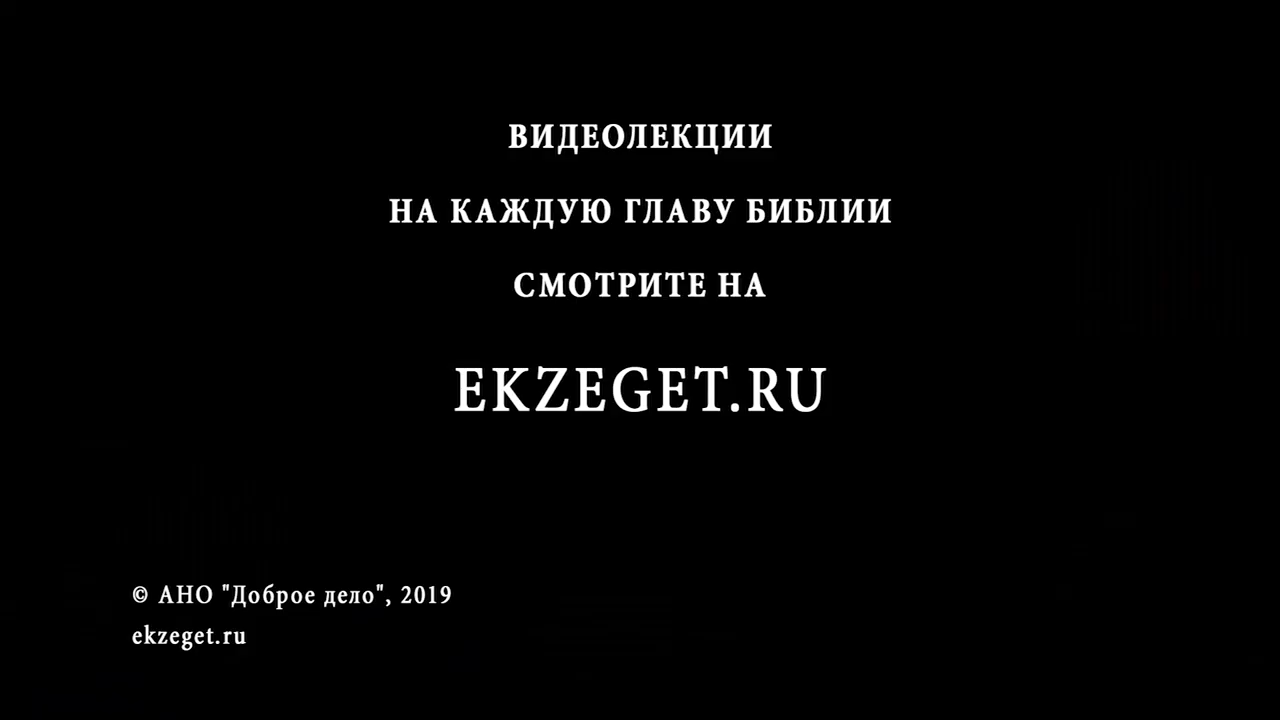 ВИДЕОЛЕКЦИИ
НА КАЖДУЮ ГЛАВУ БИБЛИИ
СМОТРИТЕ НА
EKZEGET.RU
© АНО "Доброе дело", 2019
ekzeget.ru